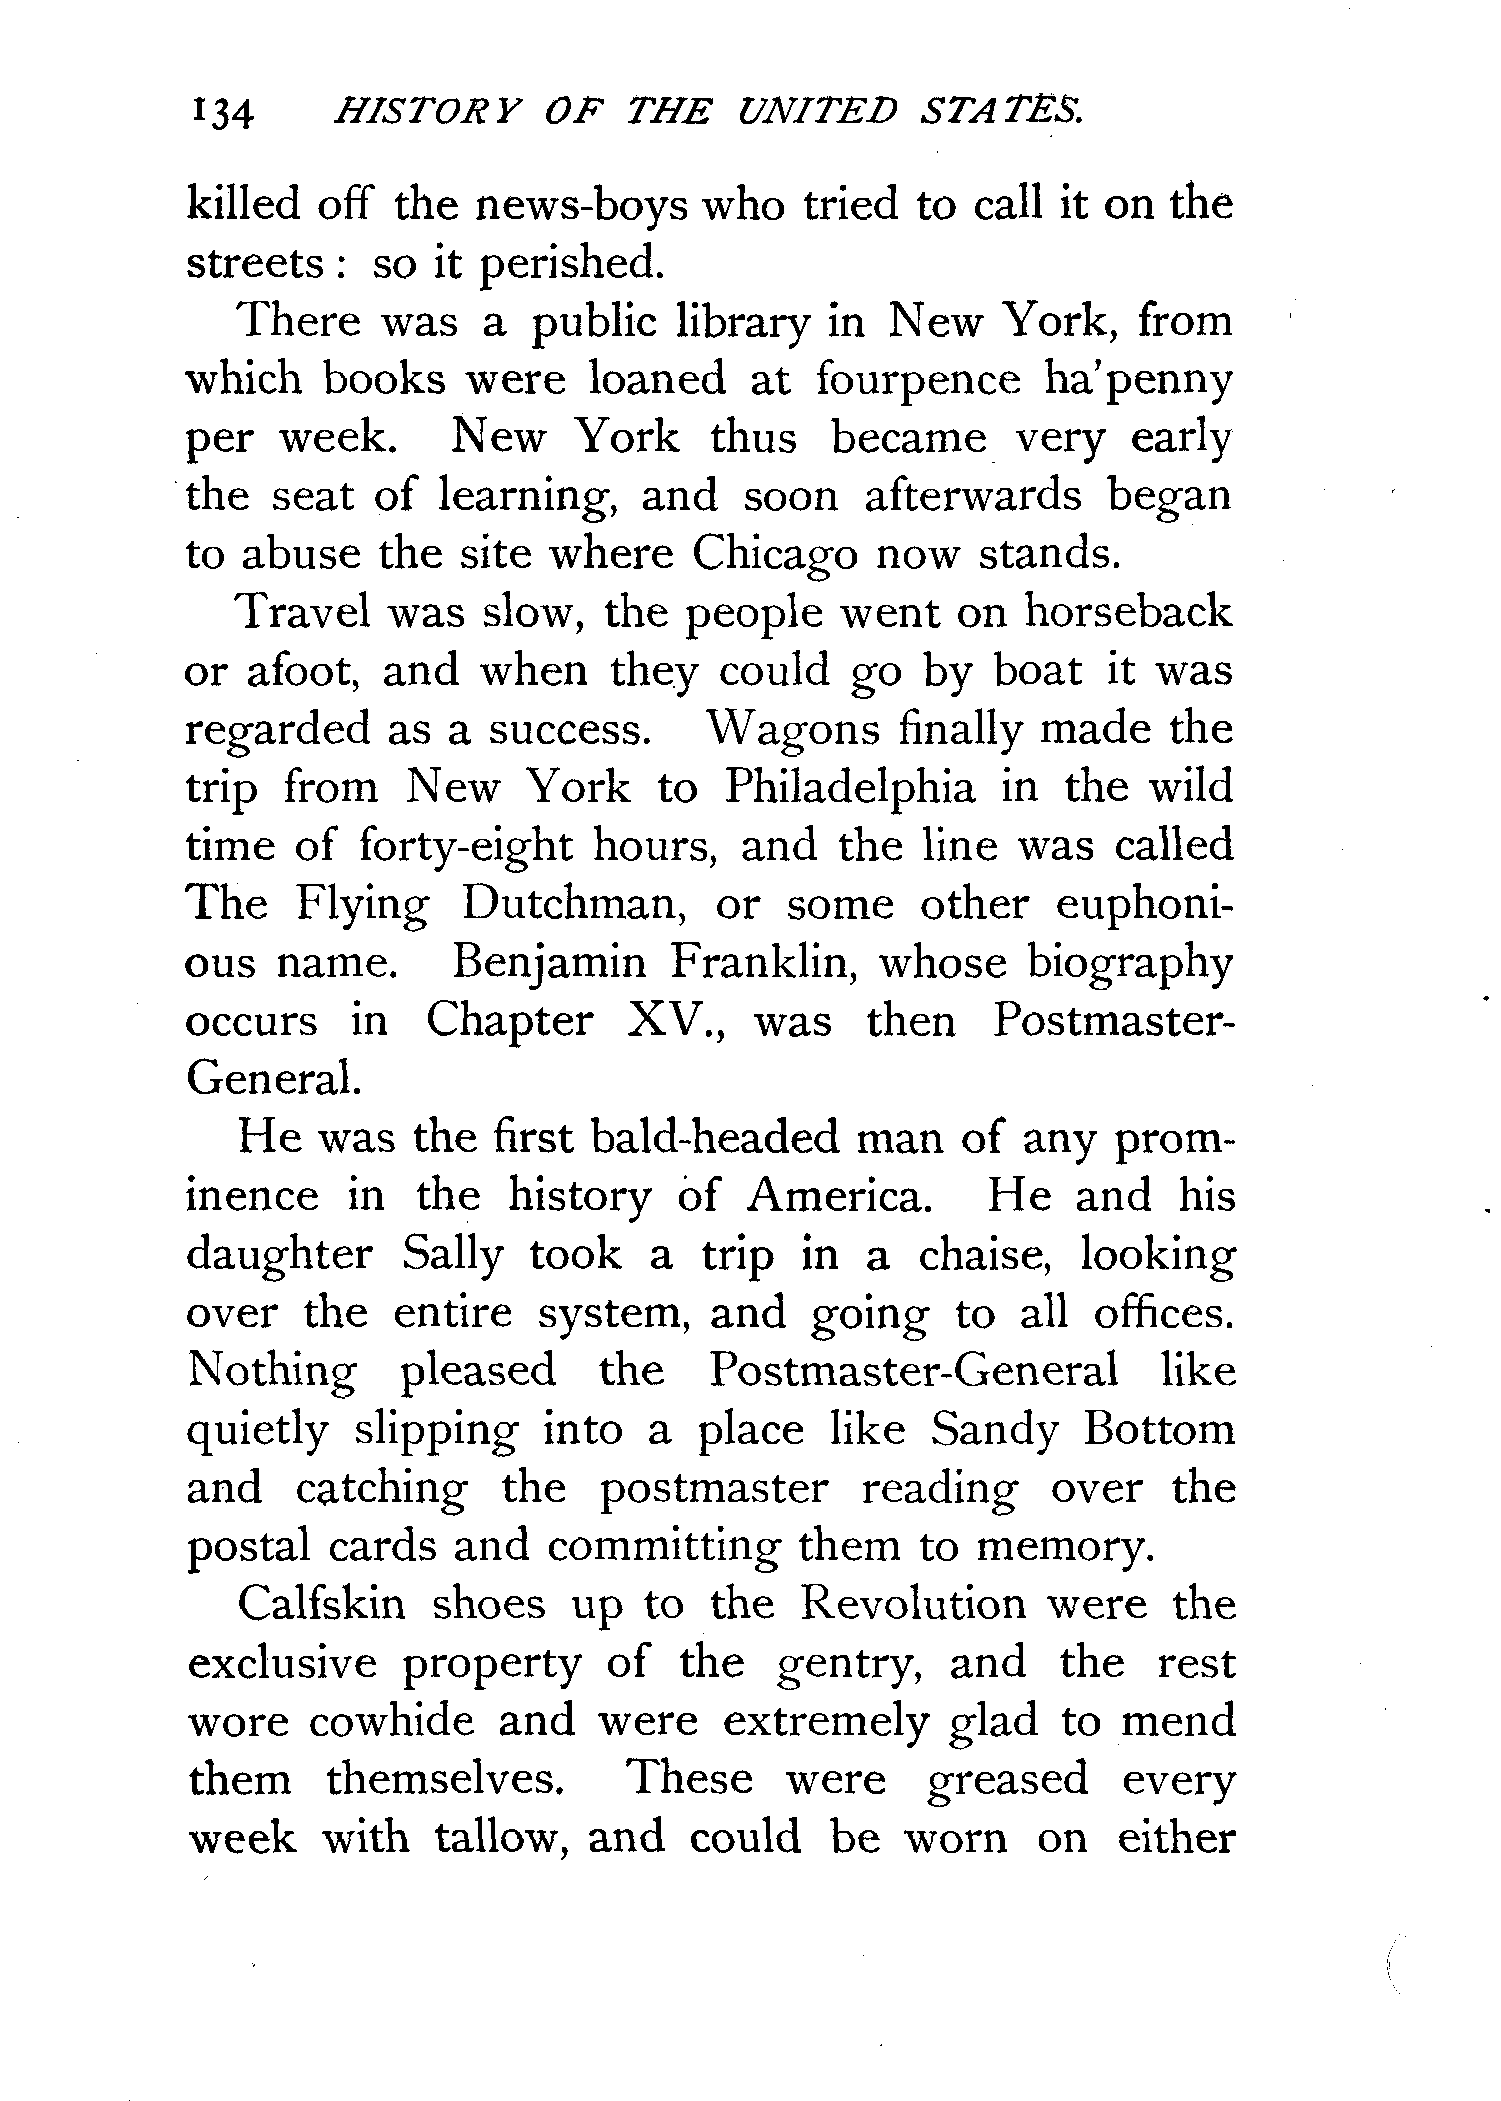 134 HISTORY OF THE UNITED STATES.
killed off the news-boys who tried to call it on the
streets : so it perished.
There was a public library in New York, from
which books were loaned at fourpence ha'penny
per week. New York thus became very early
the seat of learning, and soon afterwards began
to abuse the site where Chicago now stands.
Travel was slow, the people went on horseback
or afoot, and when they could go by boat it was
regarded as a success. Wagons finally made the
trip from New York to Philadelphia in the wild
time of forty-eight hours, and the line was called
The Flying Dutchman, or some other euphoni-
ous name. Benjamin Franklin, whose biography
occurs in Chapter XV., was then Postmaster-
General.
He was the first bald-headed man of any prom-
inence in the history of America. He and his
daughter Sally took a trip in a chaise, looking
over the entire system, and going to all offices.
Nothing pleased the Postmaster-General like
quietly slipping into a place like Sandy Bottom
and catching the postmaster reading over the
postal cards and committing them to memory.
Calfskin shoes up to the Revolution were the
exclusive property of the gentry, and the rest
wore cowhide and were extremely glad to mend
them themselves. These were greased every
week with tallow, and could be worn on either